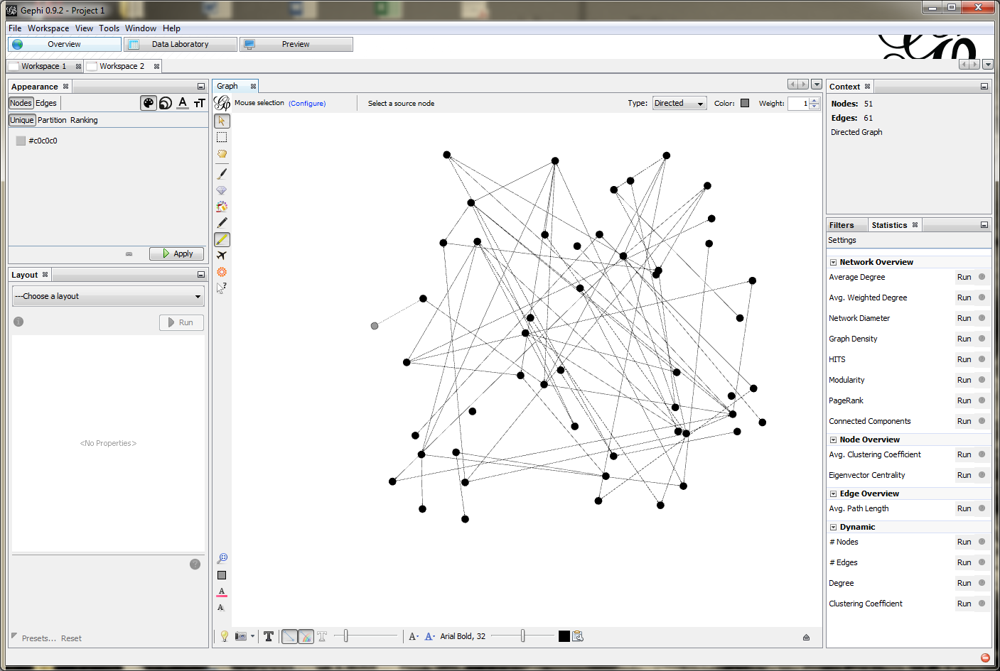 Gephi 0.9.2 - Project 1
File Workspace View Tools Window Help
Overview Data Laboratory Preview
Workspace 1 Workspace 2
Appearance
Nodes Edges
Unique Partition Ranking
#c0c0c0
Apply
Layout
---Choose a layout
Run
<No Properties>
Presets... Reset
Graph
Mouse selection (Configure) Select a source node Type: Directed Color: Weight: 1
Arial Bold, 32
Context
Nodes: 51
Edges: 61
Directed Graph
Filters Statistics
Settings
Network Overview
Average Degree Run
Avg. Weighted Degree Run
Network Diameter Run
Graph Density Run
HITS Run
Modularity Run
PageRank Run
Connected Components Run
Node Overview
Avg. Clustering Coefficient Run
Eigenvector Centrality Run
Edge Overview
Avg. Path Length Run
Dynamic
# Nodes Run
# Edges Run
Degree Run
Clustering Coefficient Run